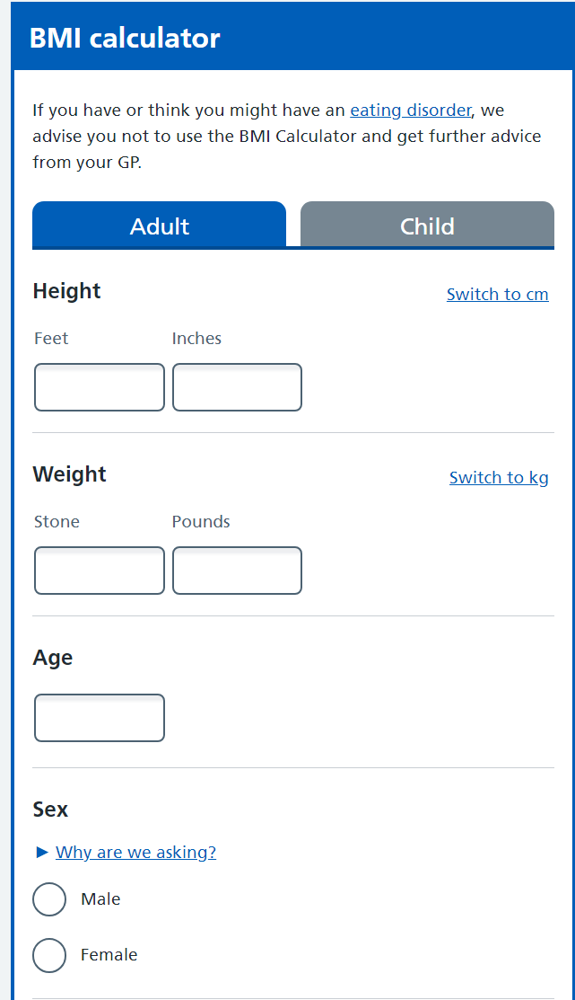 BMI calculator
If you have or think you might have an eating disorder, we
advise you not to use the BMI Calculator and get further advice
from your GP.
Adult
Child
Height
Switch to cm
Feet
Inches
Weight
Switch to kg
Stone
Pounds
Age
Sex
Why are we asking?
Male
Female